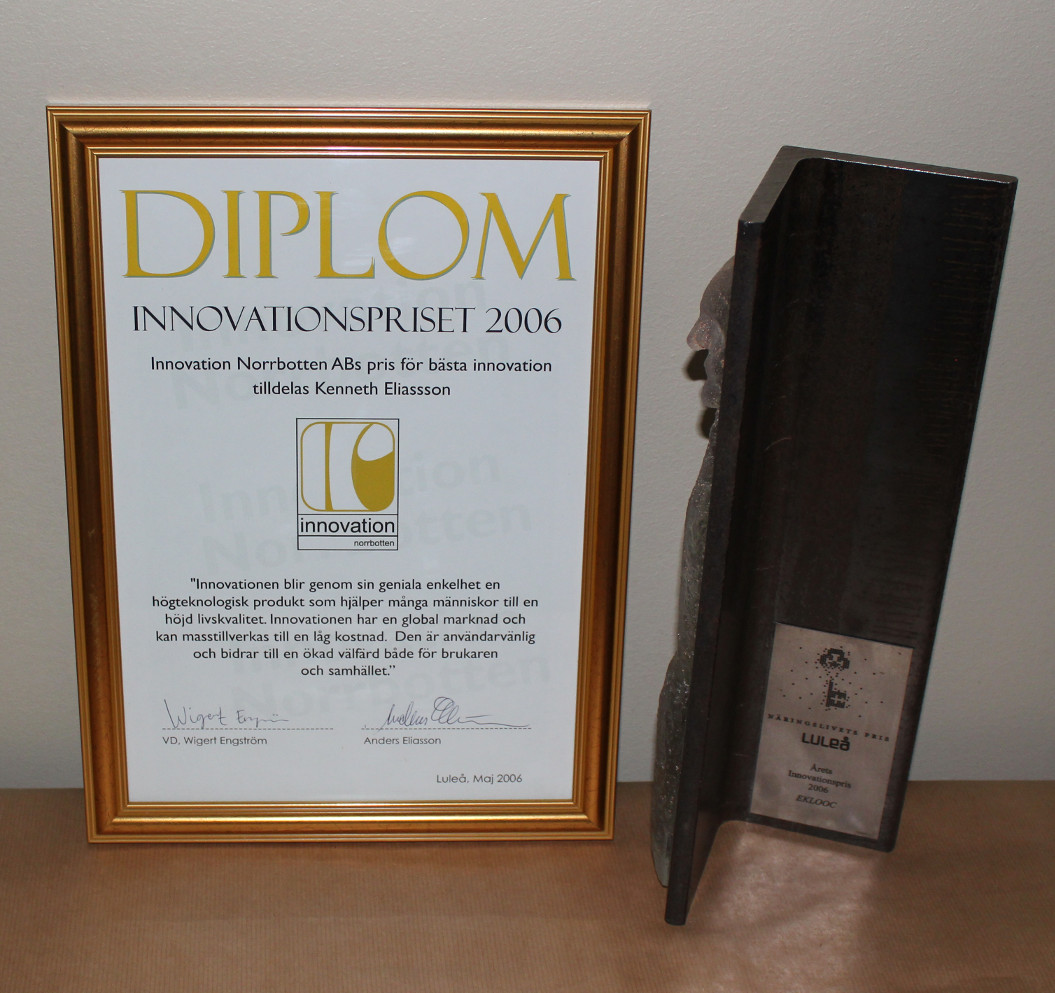 DIPLOM
INNOVATIONSPRISET 2006
Innovation Norrbotten ABs pris för bästa innovation
tilldelas Kenneth Eliassson
innovation
norrbotten
"Innovationen blir genom sin geniala enkelhet en
högteknologisk produkt som hjälper många människor till en
höjd livskvalitet. Innovationen har en global marknad och
kan masstillverkas till en låg kostnad. Den är användarvänlig
och bidrar till en ökad välfärd både för brukaren
och samhället.”
VD, Wigert Engström
Anders Eliasson
Luleå, Maj 2006
NÄRINGSLIVETS PRIS
LULeå
Årets
Innovationspris
2006
EKLOOC